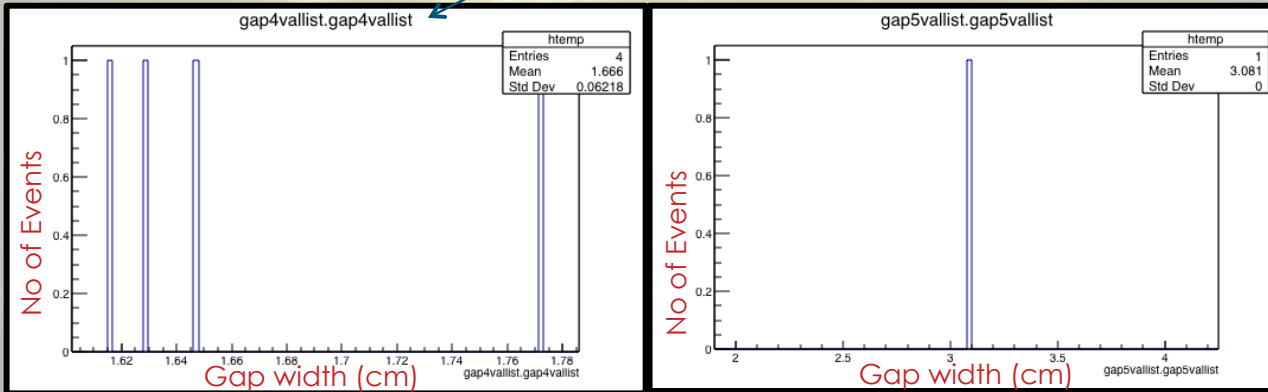 gap4vallist.gap4vallist
htemp
Entries 4
Mean 1.666
Std Dev 0.06218
No of Events
1
0.8
0.6
0.4
0.2
0
1.62 1.64 1.66 1.68 1.7 1.72 1.74 1.76 1.78
Gap width (cm)
gap4vallist.gap4vallist
gap5vallist.gap5vallist
htemp
Entries 1
Mean 3.081
Std Dev 0
No of Events
1
0.8
0.6
0.4
0.2
0
2 2.5 3 3.5 4
Gap width (cm)
gap5vallist.gap5vallist